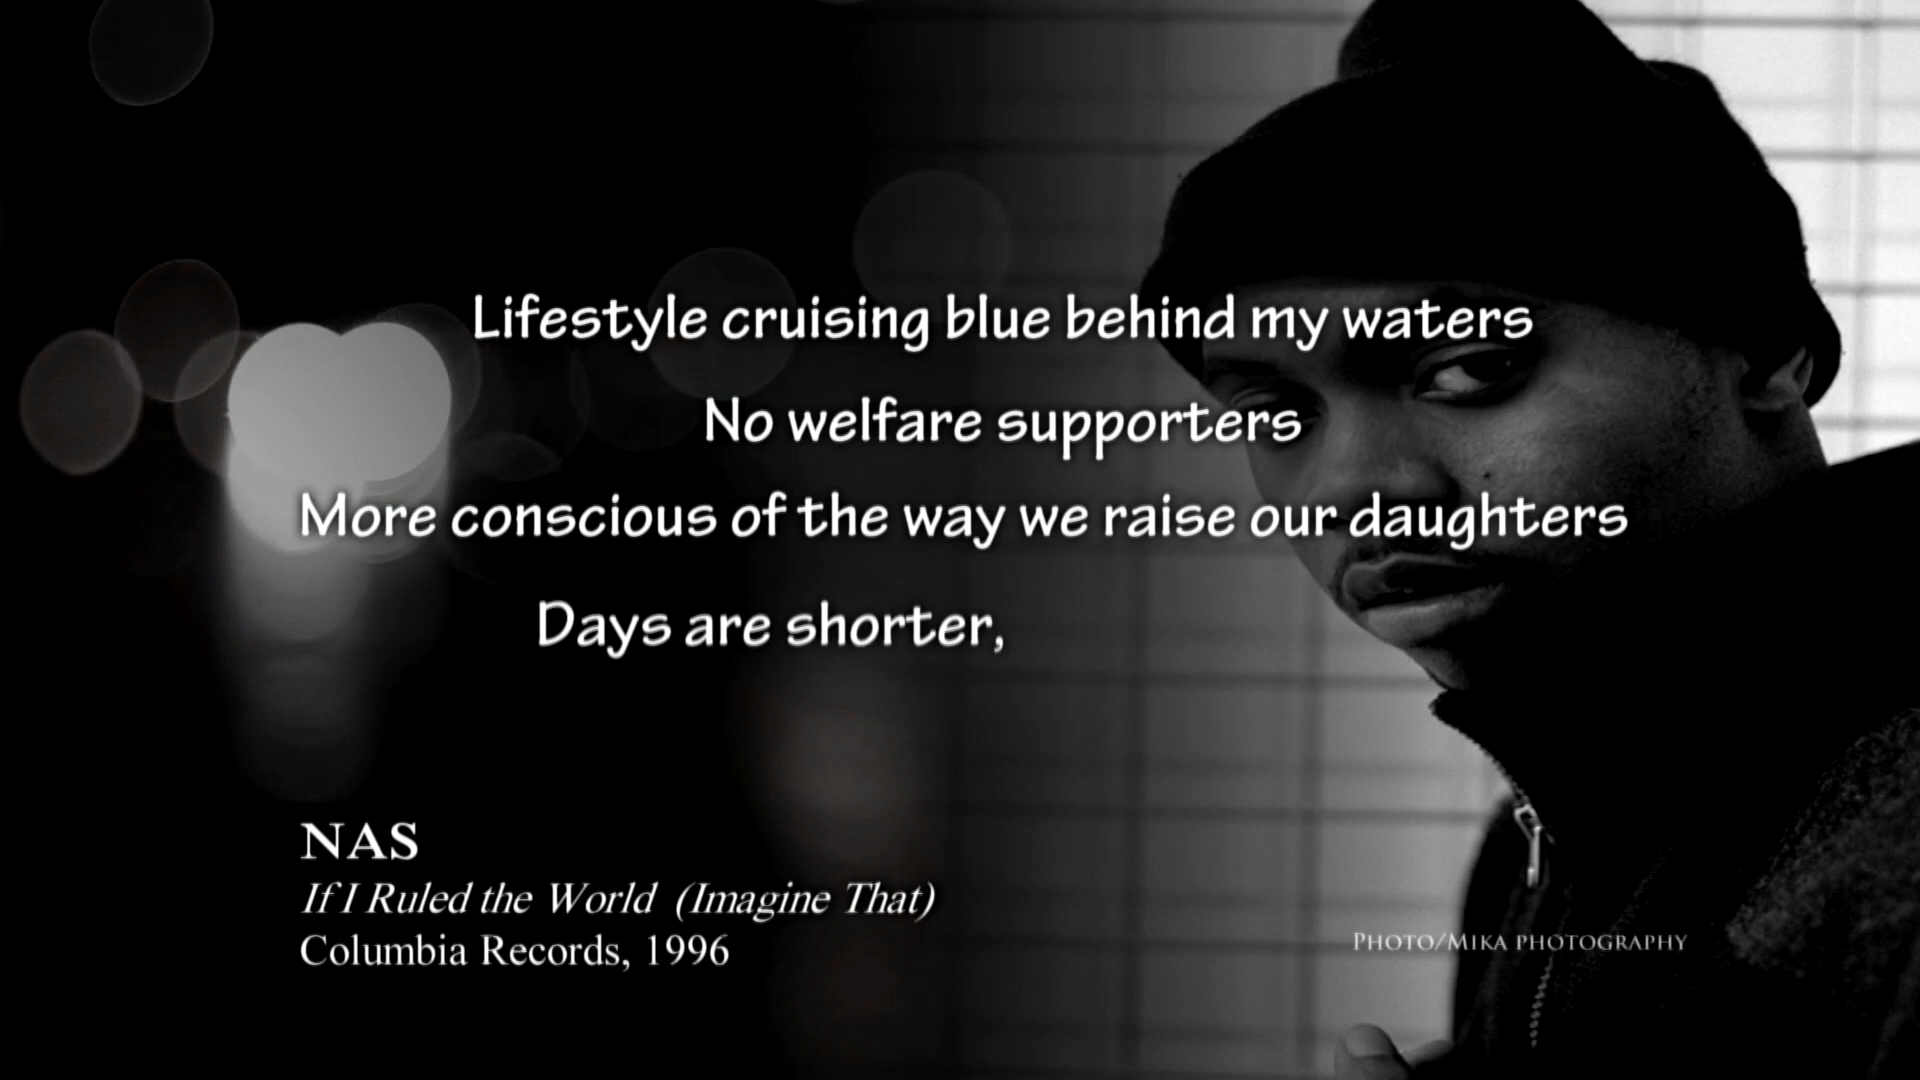 Lifestyle cruising blue behind my waters
No welfare supporters
More conscious of the way we raise our daughters
Days are shorter,
NAS
If I Ruled the World (Imagine That)
Columbia Records, 1996
PHOTO/MIKA PHOTOGRAPHY